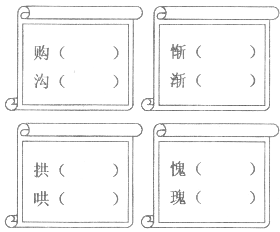 购（ ）
沟（ ）
惭（ ）
渐（ ）
拱（ ）
哄（ ）
愧（ ）
瑰（ ）